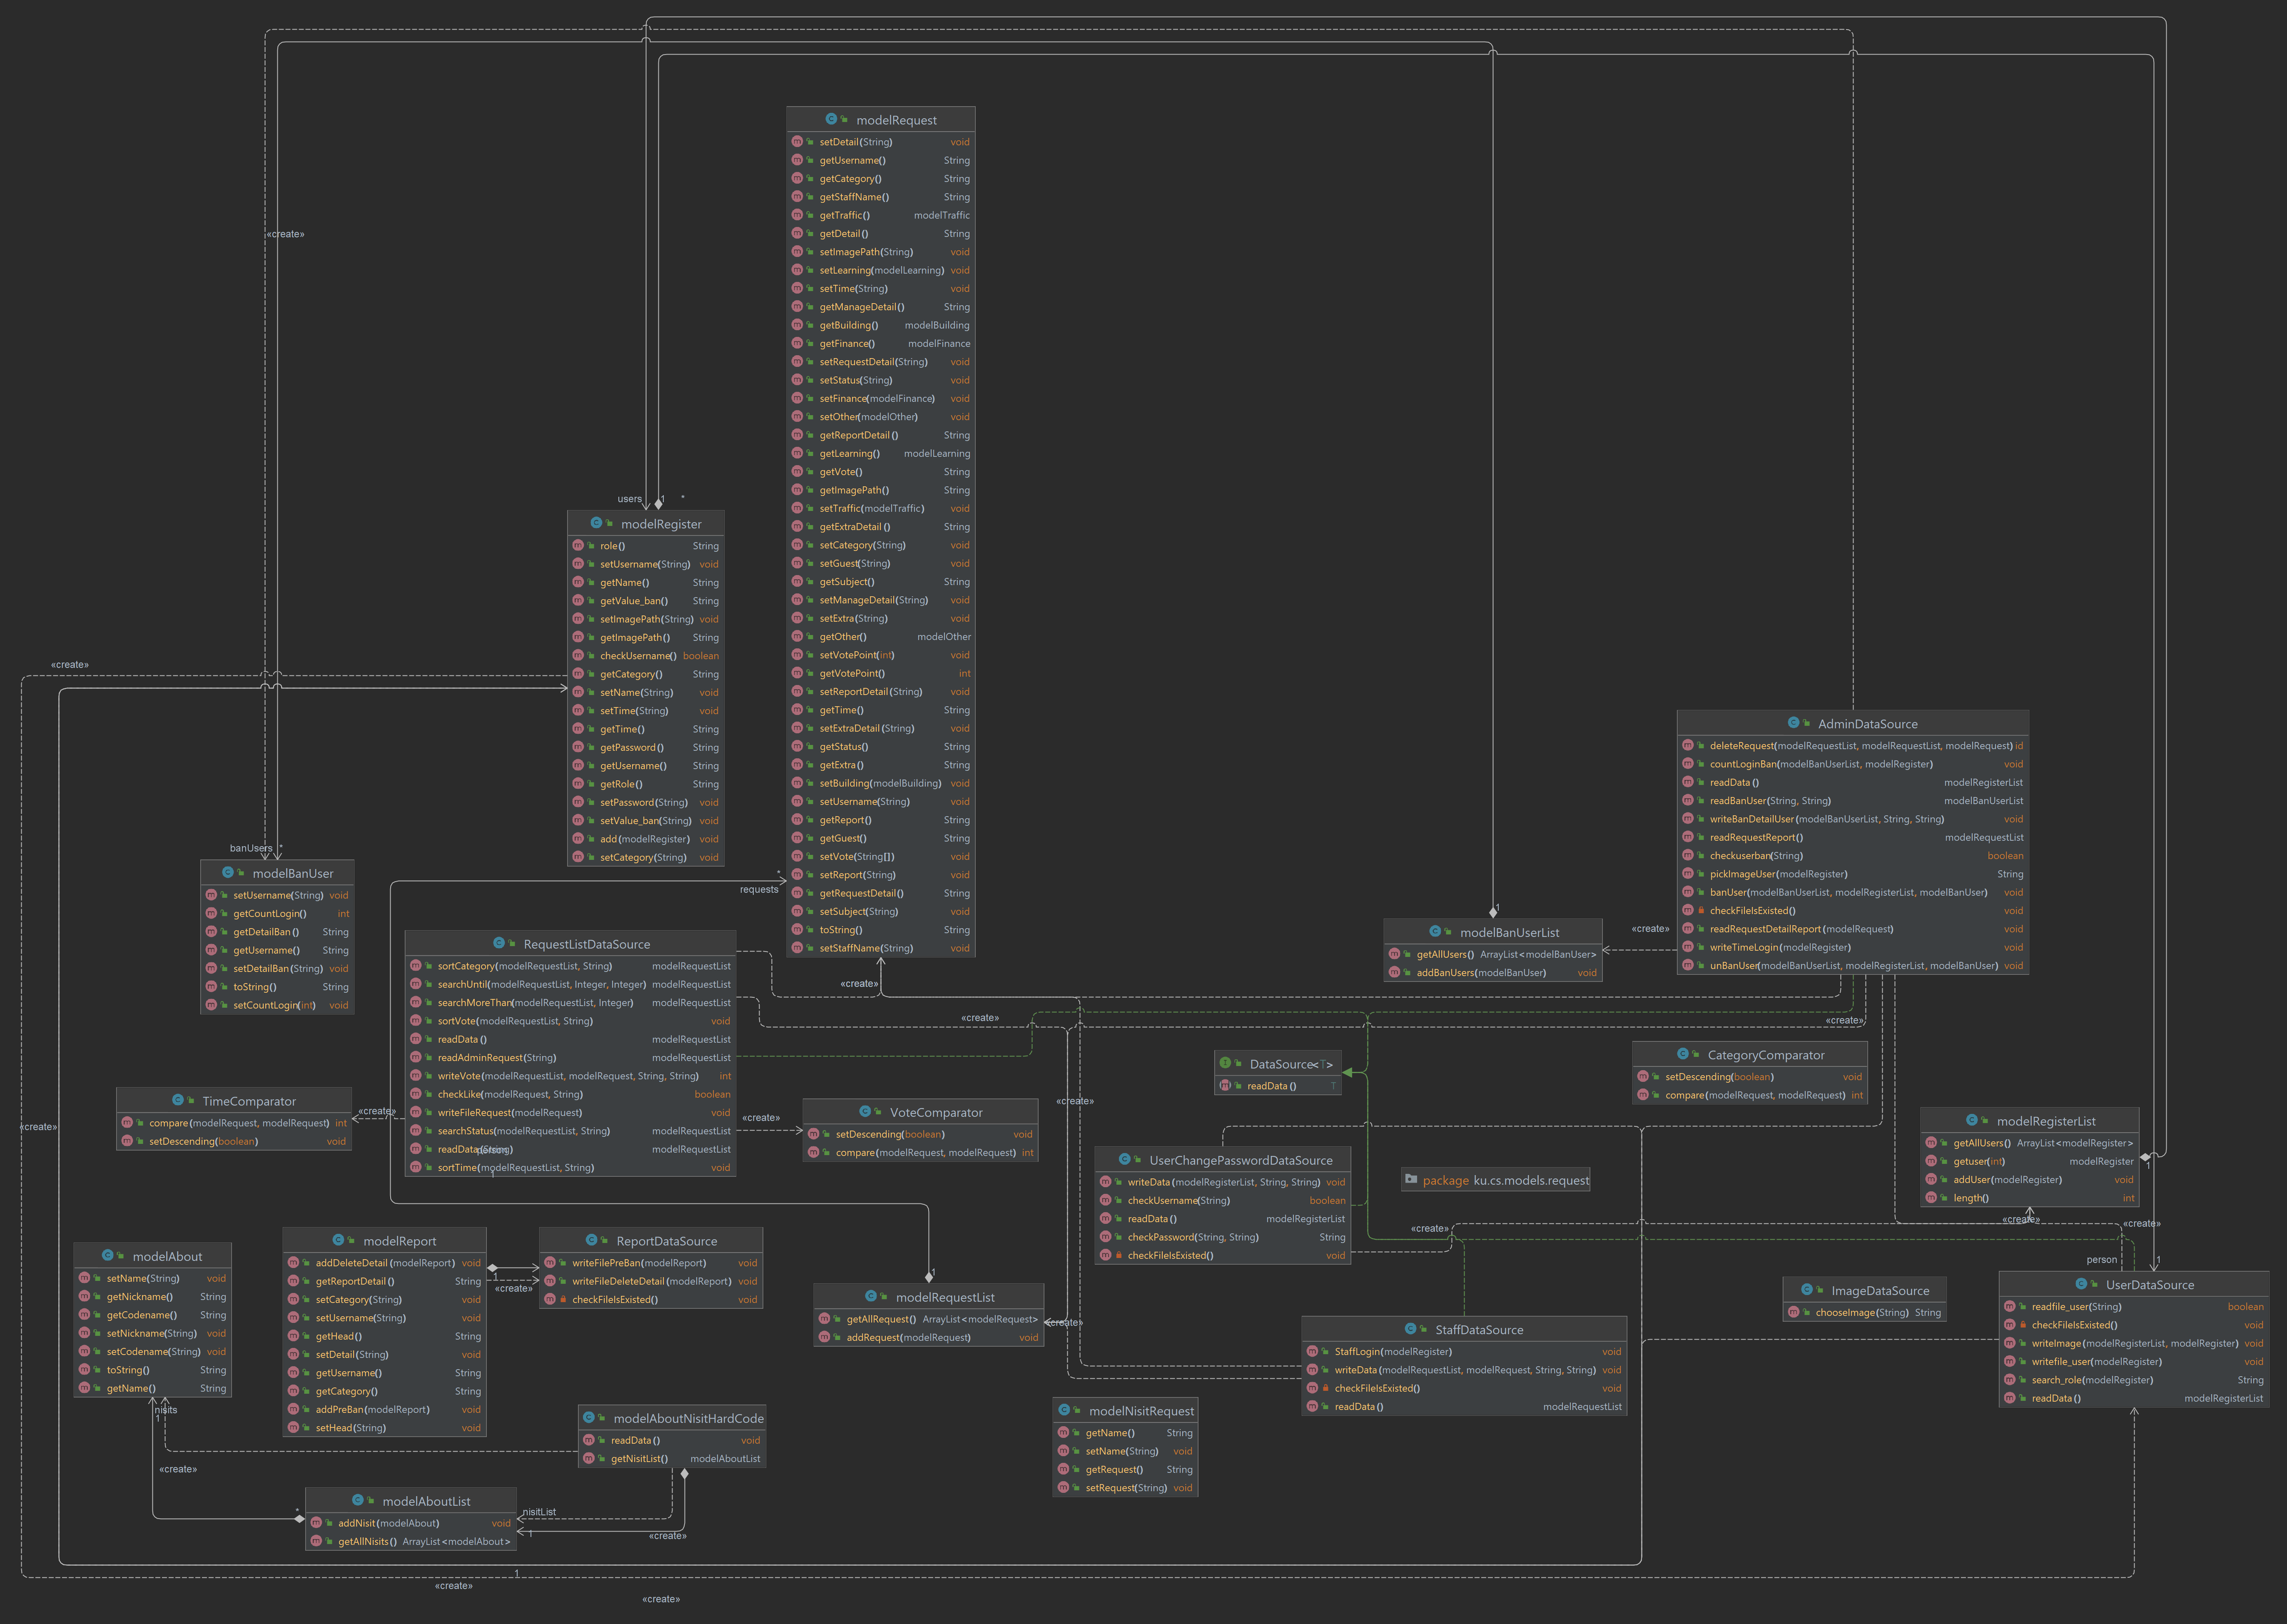 «create»
modelRequest
setDetail(String) void
getUsername() String
getCategory() String
getStaffName() String
getTraffic() modelTraffic
getDetail() String
setImagePath(String) void
setLearning(modelLearning) void
setTime(String) void
getManageDetail() String
getBuilding() modelBuilding
getFinance() modelFinance
setRequestDetail(String) void
setStatus(String) void
setFinance(modelFinance) void
setOther(modelOther) void
getReportDetail() String
getLearning() modelLearning
getVote() String
getImagePath() String
setTraffic(modelTraffic) void
getExtraDetail() String
setCategory(String) void
setGuest(String) void
getSubject() String
setManageDetail(String) void
setExtra(String) void
getOther() modelOther
setVotePoint(int) void
getVotePoint() int
setReportDetail(String) void
getTime() String
setExtraDetail(String) void
getStatus() String
getExtra() String
setBuilding(modelBuilding) void
setUsername(String) void
getReport() String
getGuest() String
setVote(String[]) void
setReport(String) void
getRequestDetail() String
setSubject(String) void
toString() String
setStaffName(String) void
users 1 *
modelRegister
role() String
setUsername(String) void
getName() String
getValue_ban() String
setImagePath(String) void
getImagePath() String
checkUsername() boolean
getCategory() String
setName(String) void
setTime(String) void
getTime() String
getPassword() String
getUsername() String
getRole() String
setPassword(String) void
setValue_ban(String) void
add(modelRegister) void
setCategory(String) void
«create»
AdminDataSource
deleteRequest(modelRequestList, modelRequestList, modelRequest) id
countLoginBan(modelBanUserList, modelRegister) void
readData() modelRegisterList
readBanUser(String, String) modelBanUserList
writeBanDetailUser(modelBanUserList, String, String) void
readRequestReport() modelRequestList
checkuserban(String) boolean
pickImageUser(modelRegister) String
banUser(modelBanUserList, modelRegisterList, modelBanUser) void
checkFileIsExisted() void
readRequestDetailReport(modelRequest) void
writeTimeLogin(modelRegister) void
unBanUser(modelBanUserList, modelRegisterList, modelBanUser) void
banUsers *
modelBanUser
setUsername(String) void
getCountLogin() int
getDetailBan() String
getUsername() String
setDetailBan(String) void
toString() String
setCountLogin(int) void
requests *
1
modelBanUserList
getAllUsers() ArrayList<modelBanUser>
addBanUsers(modelBanUser) void
«create»
RequestListDataSource
sortCategory(modelRequestList, String) modelRequestList
searchUntil(modelRequestList, Integer, Integer) modelRequestList
searchMoreThan(modelRequestList, Integer) modelRequestList
sortVote(modelRequestList, String) void
readData() modelRequestList
readAdminRequest(String) modelRequestList
writeVote(modelRequestList, modelRequest, String, String) int
checkLike(modelRequest, String) boolean
writeFileRequest(modelRequest) void
searchStatus(modelRequestList, String) modelRequestList
readData(String) modelRequestList
sortTime(modelRequestList, String) void
1
«create»
«create»
«create»
DataSource<T>
readData() T
CategoryComparator
setDescending(boolean) void
compare(modelRequest, modelRequest) int
TimeComparator
compare(modelRequest, modelRequest) int
setDescending(boolean) void
«create»
«create»
«create»
«create»
VoteComparator
setDescending(boolean) void
compare(modelRequest, modelRequest) int
modelRegisterList
getAllUsers() ArrayList<modelRegister>
getuser(int) modelRegister
addUser(modelRegister) void
length() int
1
UserChangePasswordDataSource
writeData(modelRegisterList, String, String) void
checkUsername(String) boolean
readData() modelRegisterList
checkPassword(String, String) String
checkFileIsExisted() void
package ku.cs.models.request
«create»
«create»
«create»
person 1
modelAbout
setName(String) void
getNickname() String
getCodename() String
setNickname(String) void
setCodename(String) void
toString() String
getName() String
modelReport
addDeleteDetail(modelReport) void
getReportDetail() String
setCategory(String) void
setUsername(String) void
getHead() String
setDetail(String) void
getUsername() String
getCategory() String
addPreBan(modelReport) void
setHead(String) void
1
«create»
ReportDataSource
writeFilePreBan(modelReport) void
writeFileDeleteDetail(modelReport) void
checkFileIsExisted() void
1
modelRequestList
getAllRequest() ArrayList<modelRequest>
addRequest(modelRequest) void
«create»
StaffDataSource
StaffLogin(modelRegister) void
writeData(modelRequestList, modelRequest, String, String) void
checkFileIsExisted() void
readData() modelRequestList
ImageDataSource
chooseImage(String) String
UserDataSource
readfile_user(String) boolean
checkFileIsExisted() void
writeImage(modelRegisterList, modelRegister) void
writefile_user(modelRegister) void
search_role(modelRegister) String
readData() modelRegisterList
nisits
1
«create»
modelAboutNisitHardCode
readData() void
getNisitList() modelAboutList
modelNisitRequest
getName() String
setName(String) void
getRequest() String
setRequest(String) void
*
modelAboutList
addNisit(modelAbout) void
getAllNisits() ArrayList<modelAbout>
nisitList
1
«create»
1
«create»
«create»